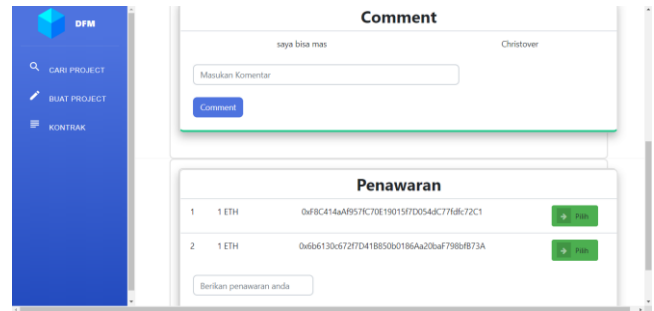 DFM
CARI PROJECT
BUAT PROJECT
KONTRAK
Comment
saya bisa mas Christover
Masukan Komentar
Comment
Penawaran
1 1 ETH 0xF8C414aAf957fC70E19015f7D054dC77fdfc72C1 Pilih
2 1 ETH 0x6b6130c672f7D41B850b0186Aa20baF798bfB73A Pilih
Berikan penawaran anda